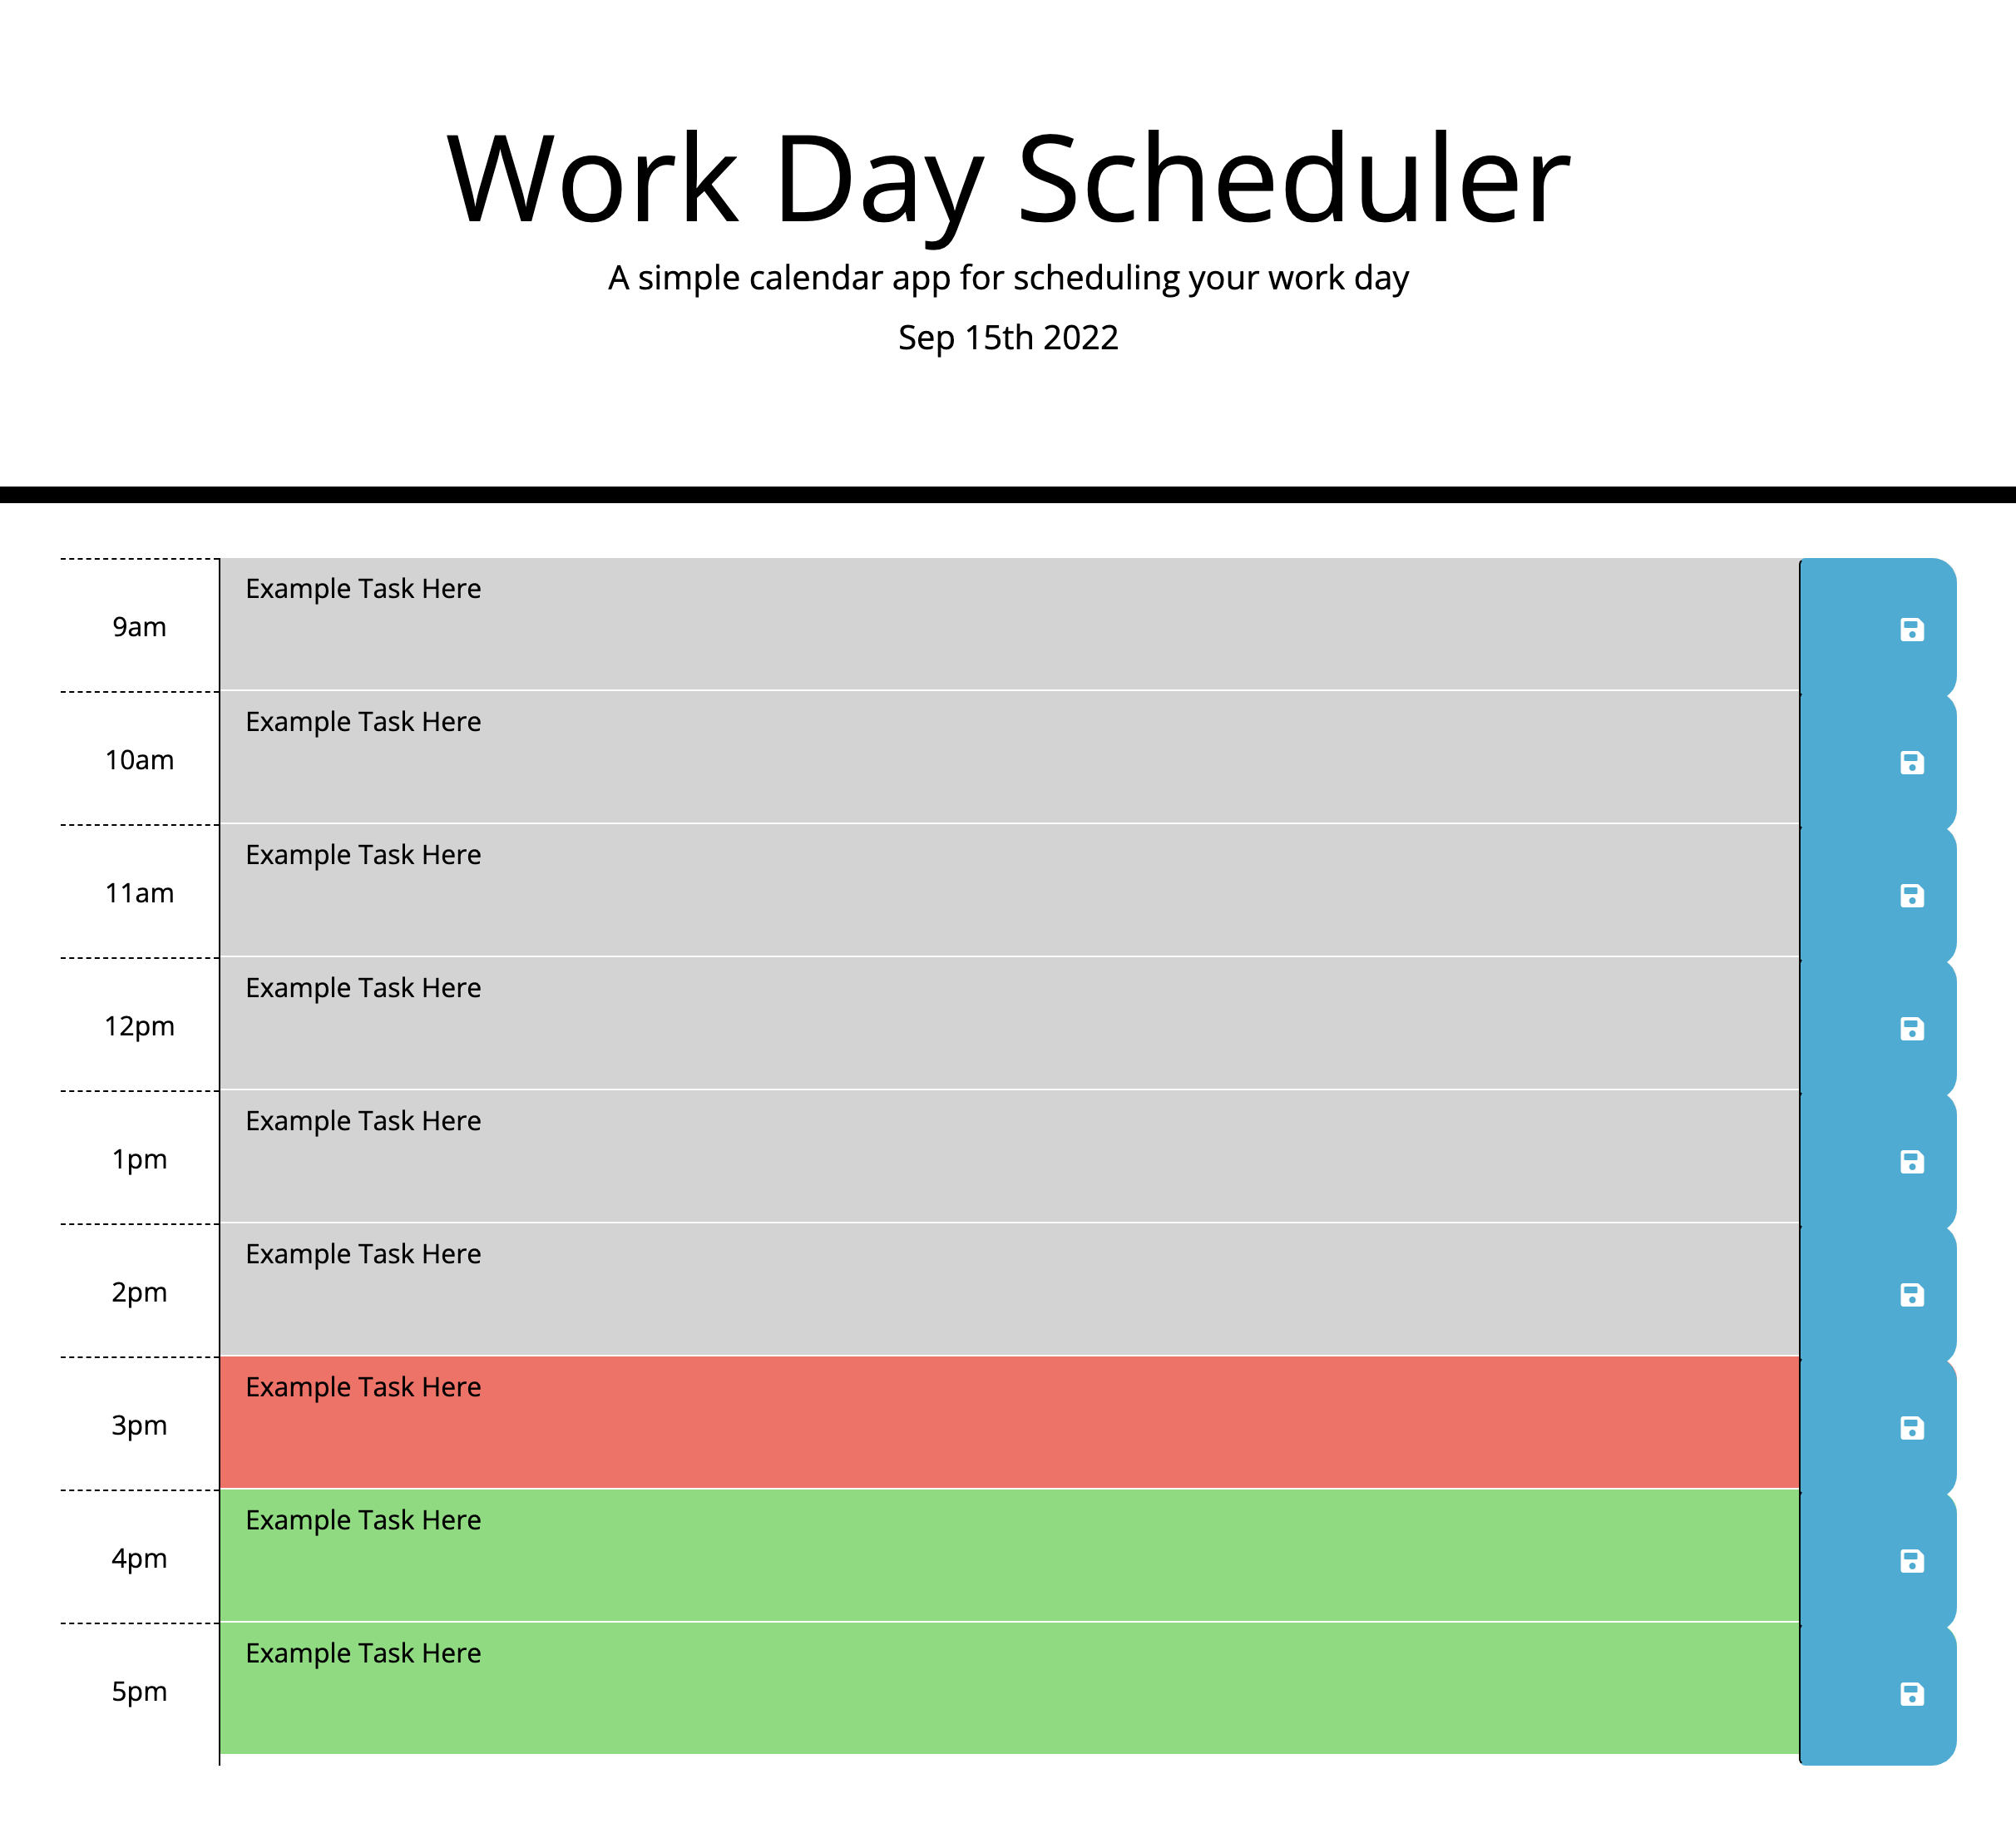 Work Day Scheduler
A simple calendar app for scheduling your work day
Sep 15th 2022
9am Example Task Here
10am Example Task Here
11am Example Task Here
12pm Example Task Here
1pm Example Task Here
2pm Example Task Here
3pm Example Task Here
4pm Example Task Here
5pm Example Task Here